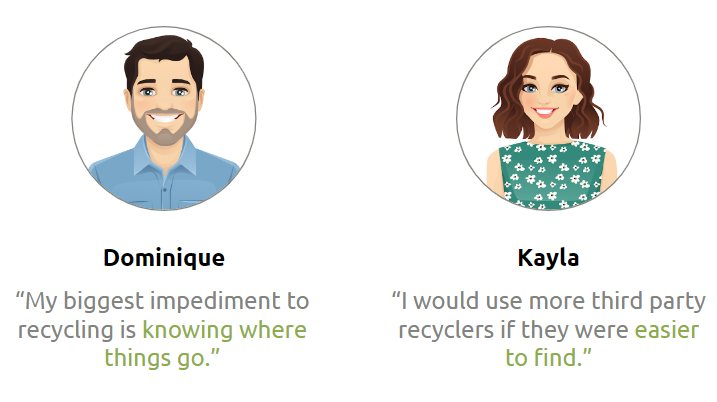 Dominique
“My biggest impediment to
recycling is knowing where
things go.”
Kayla
“I would use more third party
recyclers if they were easier
to find.”